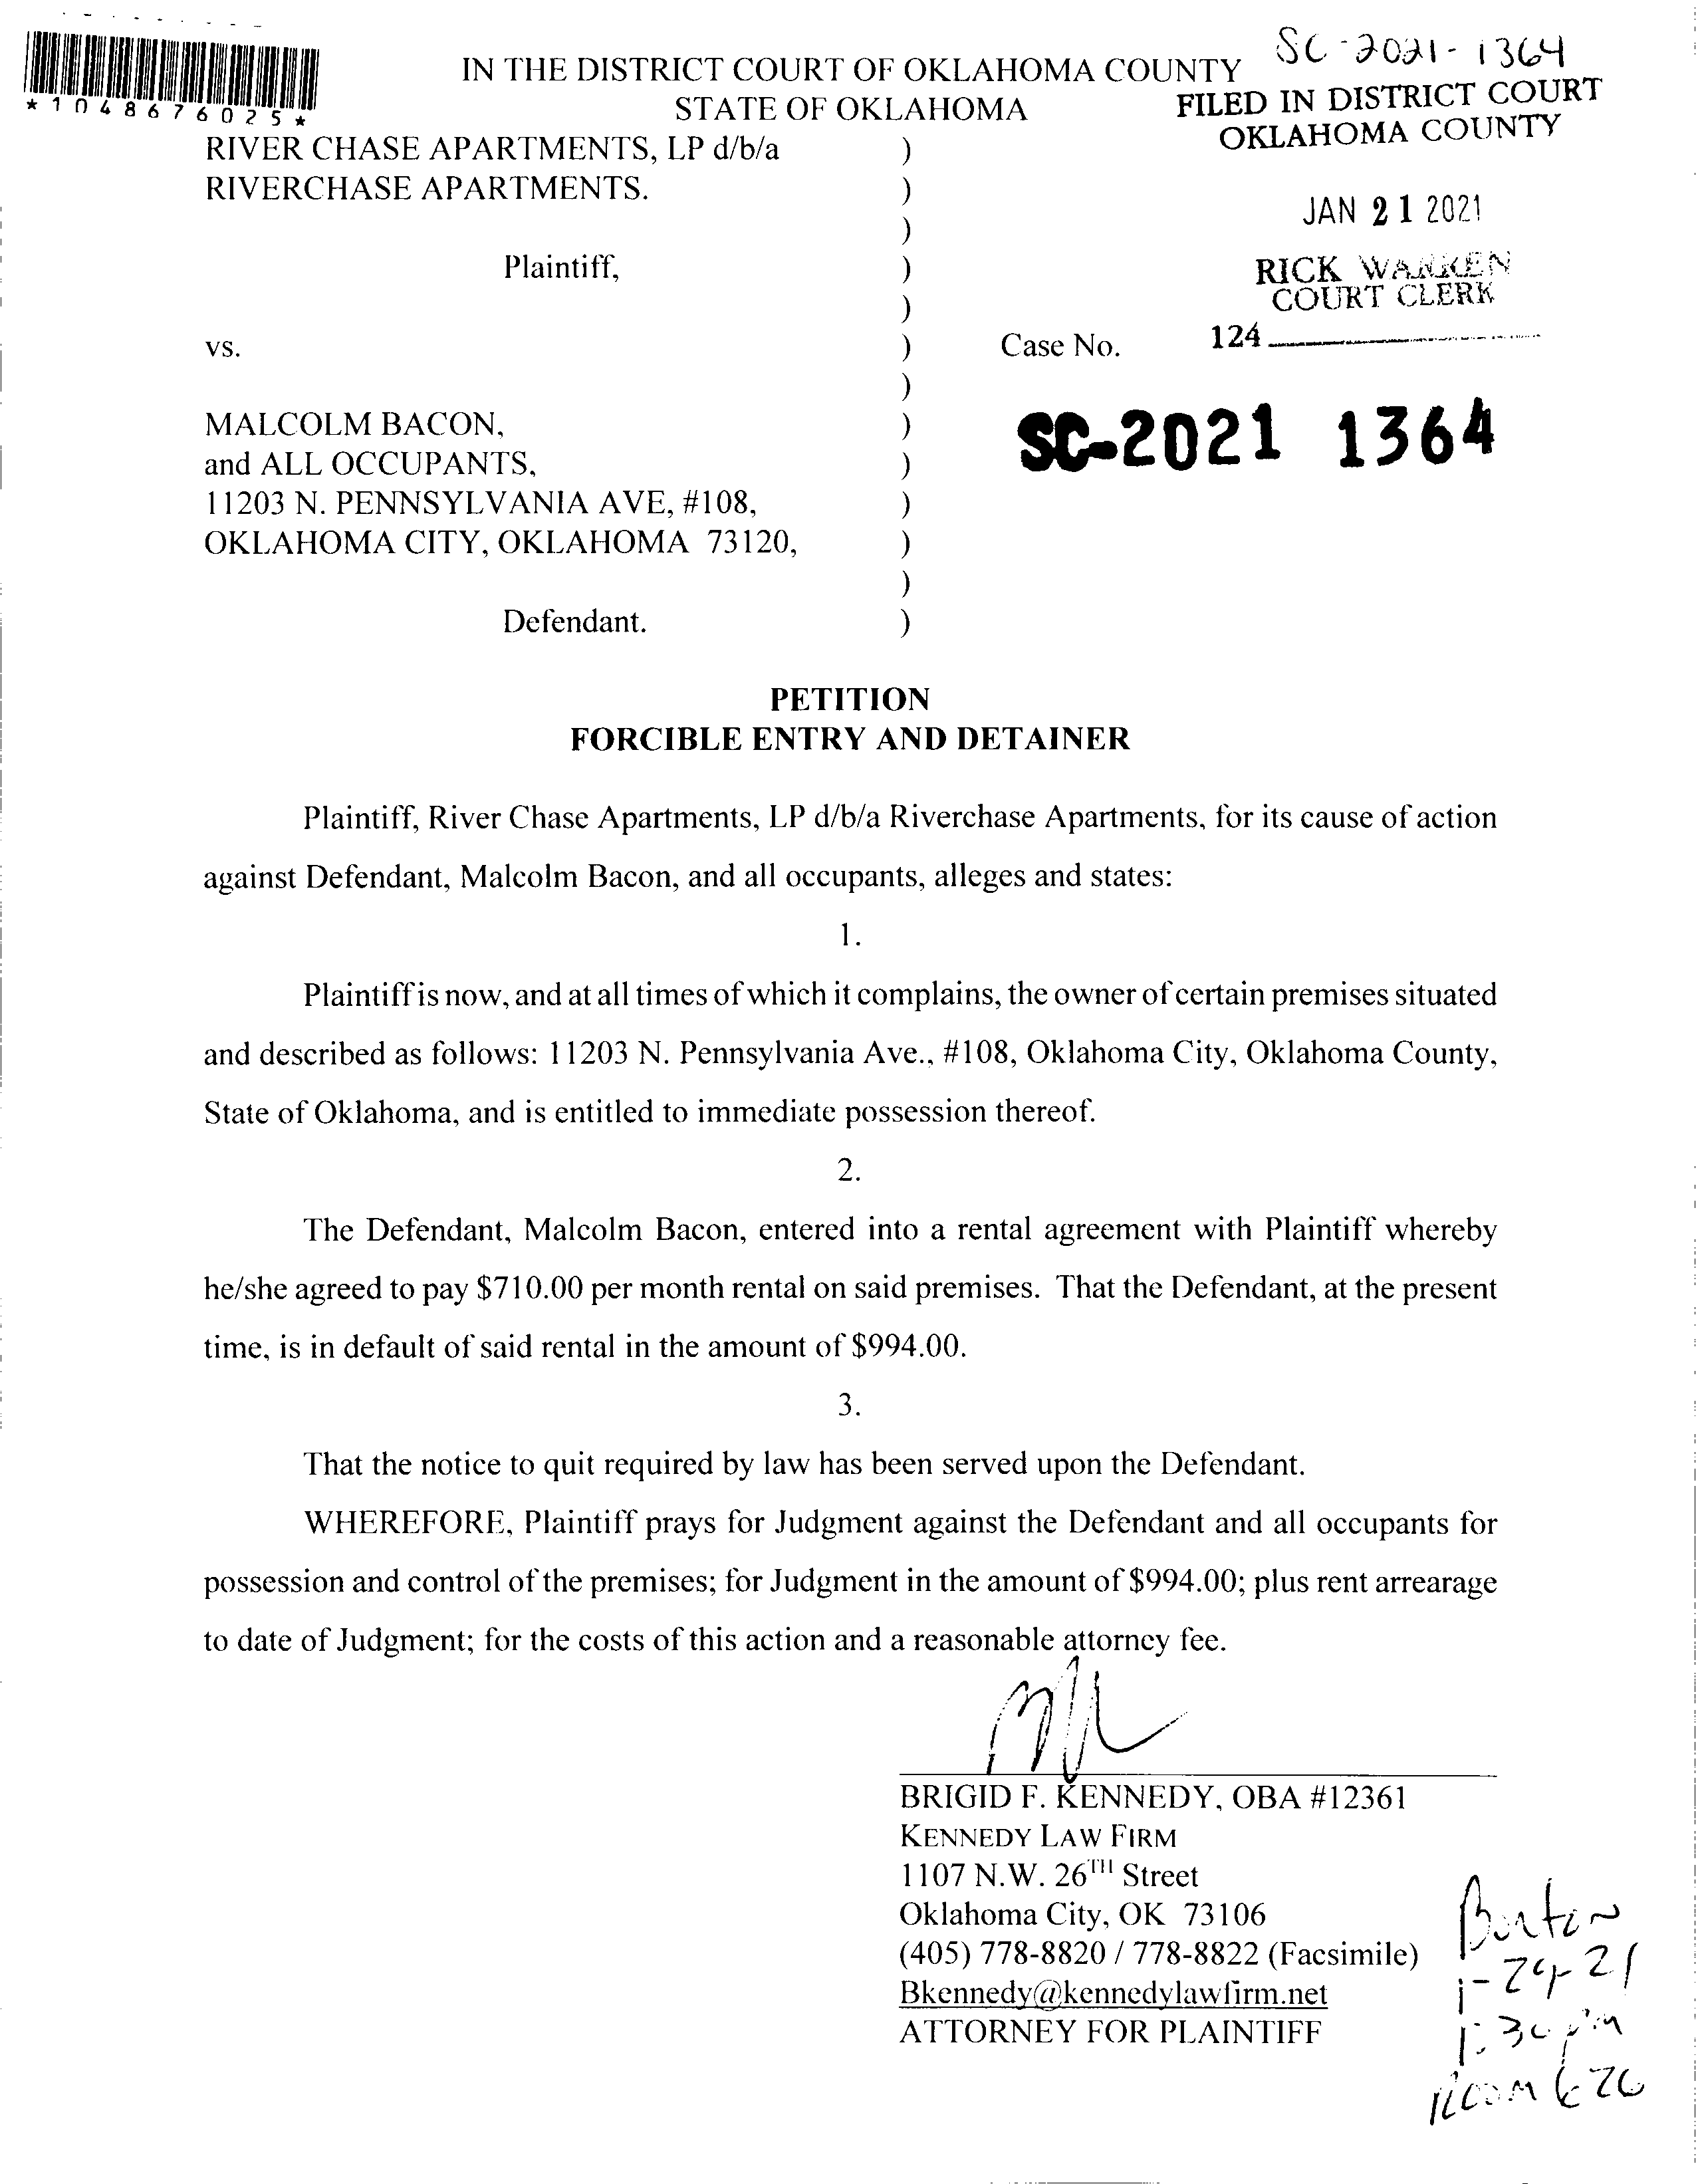 SC-2021-1364
IN THE DISTRICT COURT OF OKLAHOMA COUNTY
STATE OF OKLAHOMA
FILED IN DISTRICT COURT
OKLAHOMA COUNTY
*1048676025*
RIVER CHASE APARTMENTS, LP d/b/a )
RIVERCHASE APARTMENTS. )
)
JAN 21 2021
Plaintiff, )
RICK WARREN
COURT CLERK
)
vs. ) Case No. 124
)
MALCOLM BACON, )
SC-2021 1364
and ALL OCCUPANTS, )
11203 N. PENNSYLVANIA AVE, #108, )
OKLAHOMA CITY, OKLAHOMA 73120, )
)
Defendant. )
PETITION
FORCIBLE ENTRY AND DETAINER
Plaintiff, River Chase Apartments, LP d/b/a Riverchase Apartments, for its cause of action
against Defendant, Malcolm Bacon, and all occupants, alleges and states:
1.
Plaintiff is now, and at all times of which it complains, the owner of certain premises situated
and described as follows: 11203 N. Pennsylvania Ave., #108, Oklahoma City, Oklahoma County,
State of Oklahoma, and is entitled to immediate possession thereof.
2.
The Defendant, Malcolm Bacon, entered into a rental agreement with Plaintiff whereby
he/she agreed to pay $710.00 per month rental on said premises. That the Defendant, at the present
time, is in default of said rental in the amount of $994.00.
3.
That the notice to quit required by law has been served upon the Defendant.
WHEREFORE, Plaintiff prays for Judgment against the Defendant and all occupants for
possession and control of the premises; for Judgment in the amount of $994.00; plus rent arrearage
to date of Judgment; for the costs of this action and a reasonable attorney fee.
BRIGID F. KENNEDY, OBA #12361
KENNEDY LAW FIRM
1107 N.W. 26TH Street
Oklahoma City, OK 73106
(405) 778-8820 / 778-8822 (Facsimile)
Bkennedy@kennedylawfirm.net
ATTORNEY FOR PLAINTIFF
1:30 pm
Room